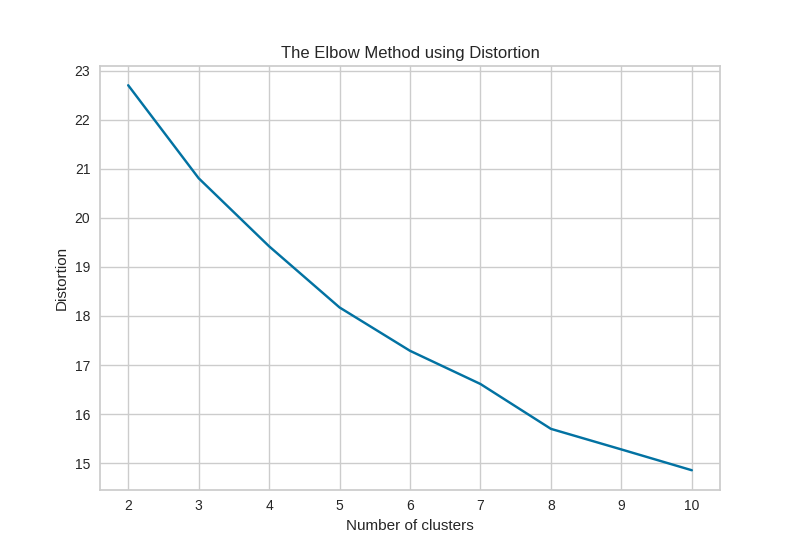 The Elbow Method using Distortion
23
22
21
20
19
18
17
16
15
Distortion
2 3 4 5 6 7 8 9 10
Number of clusters